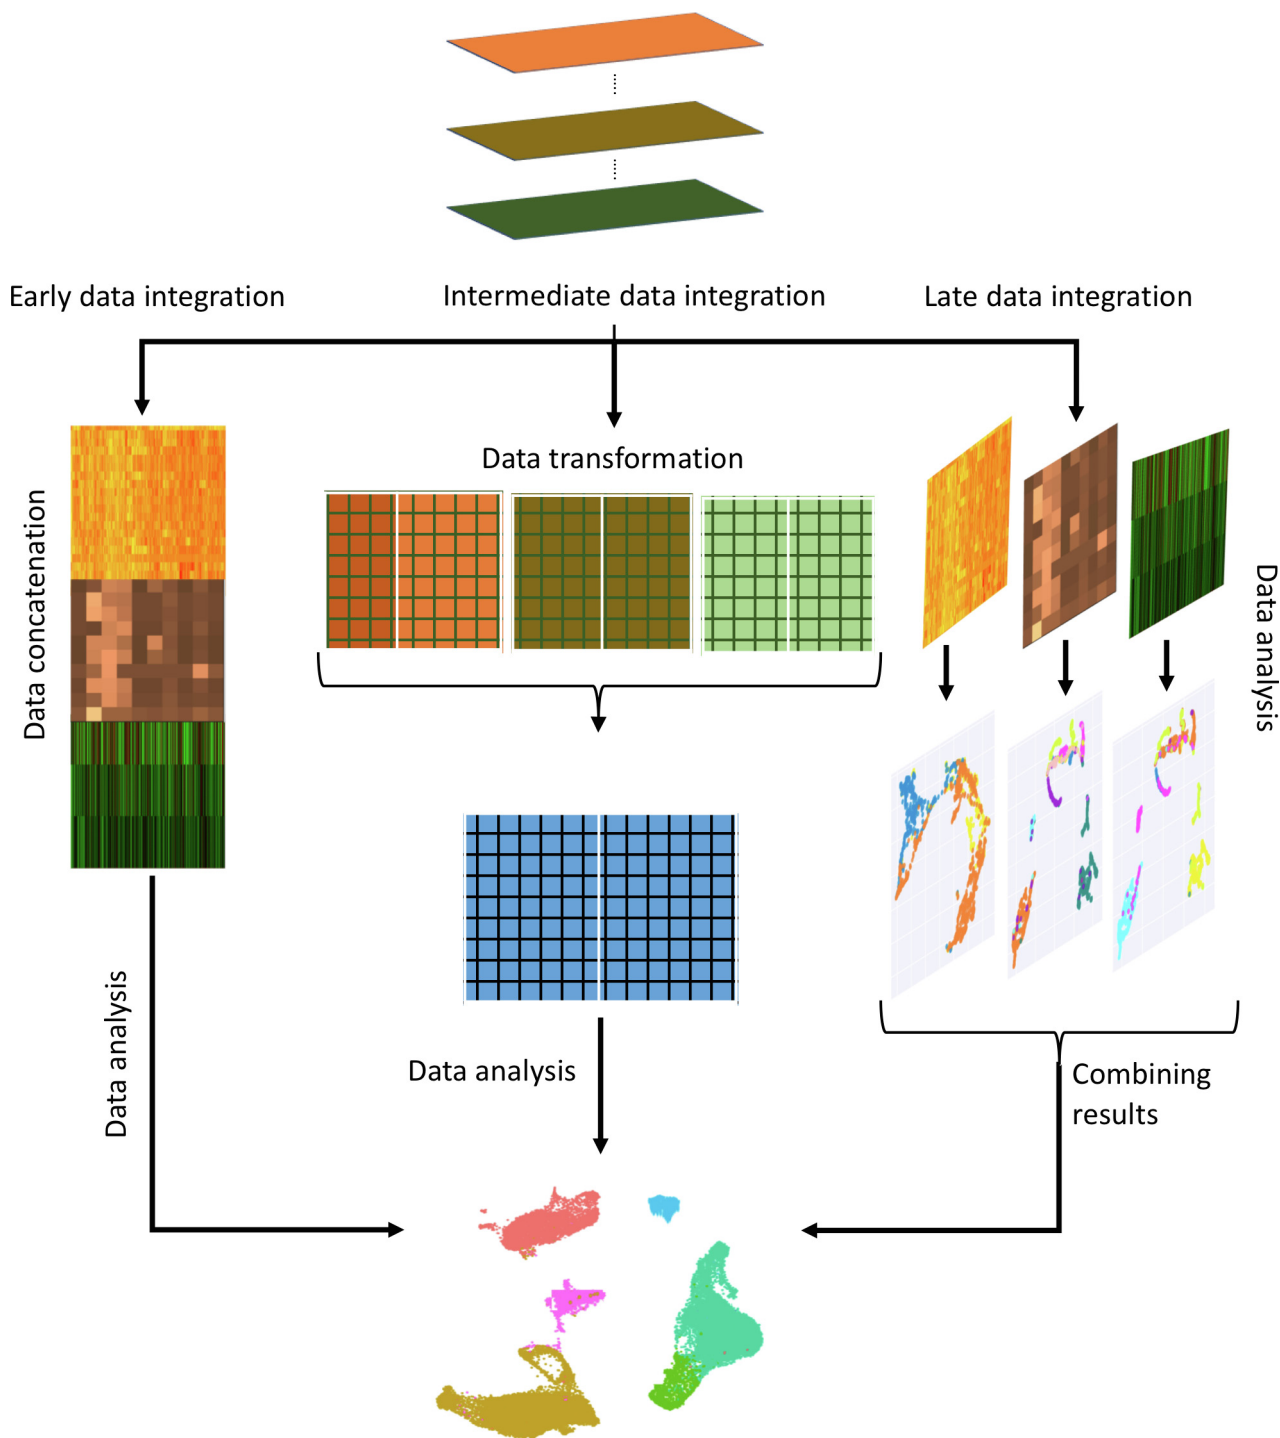 Early data integration
Intermediate data integration
Late data integration
Data transformation
Data concatenation
Data analysis
Data analysis
Data analysis
Combining
results